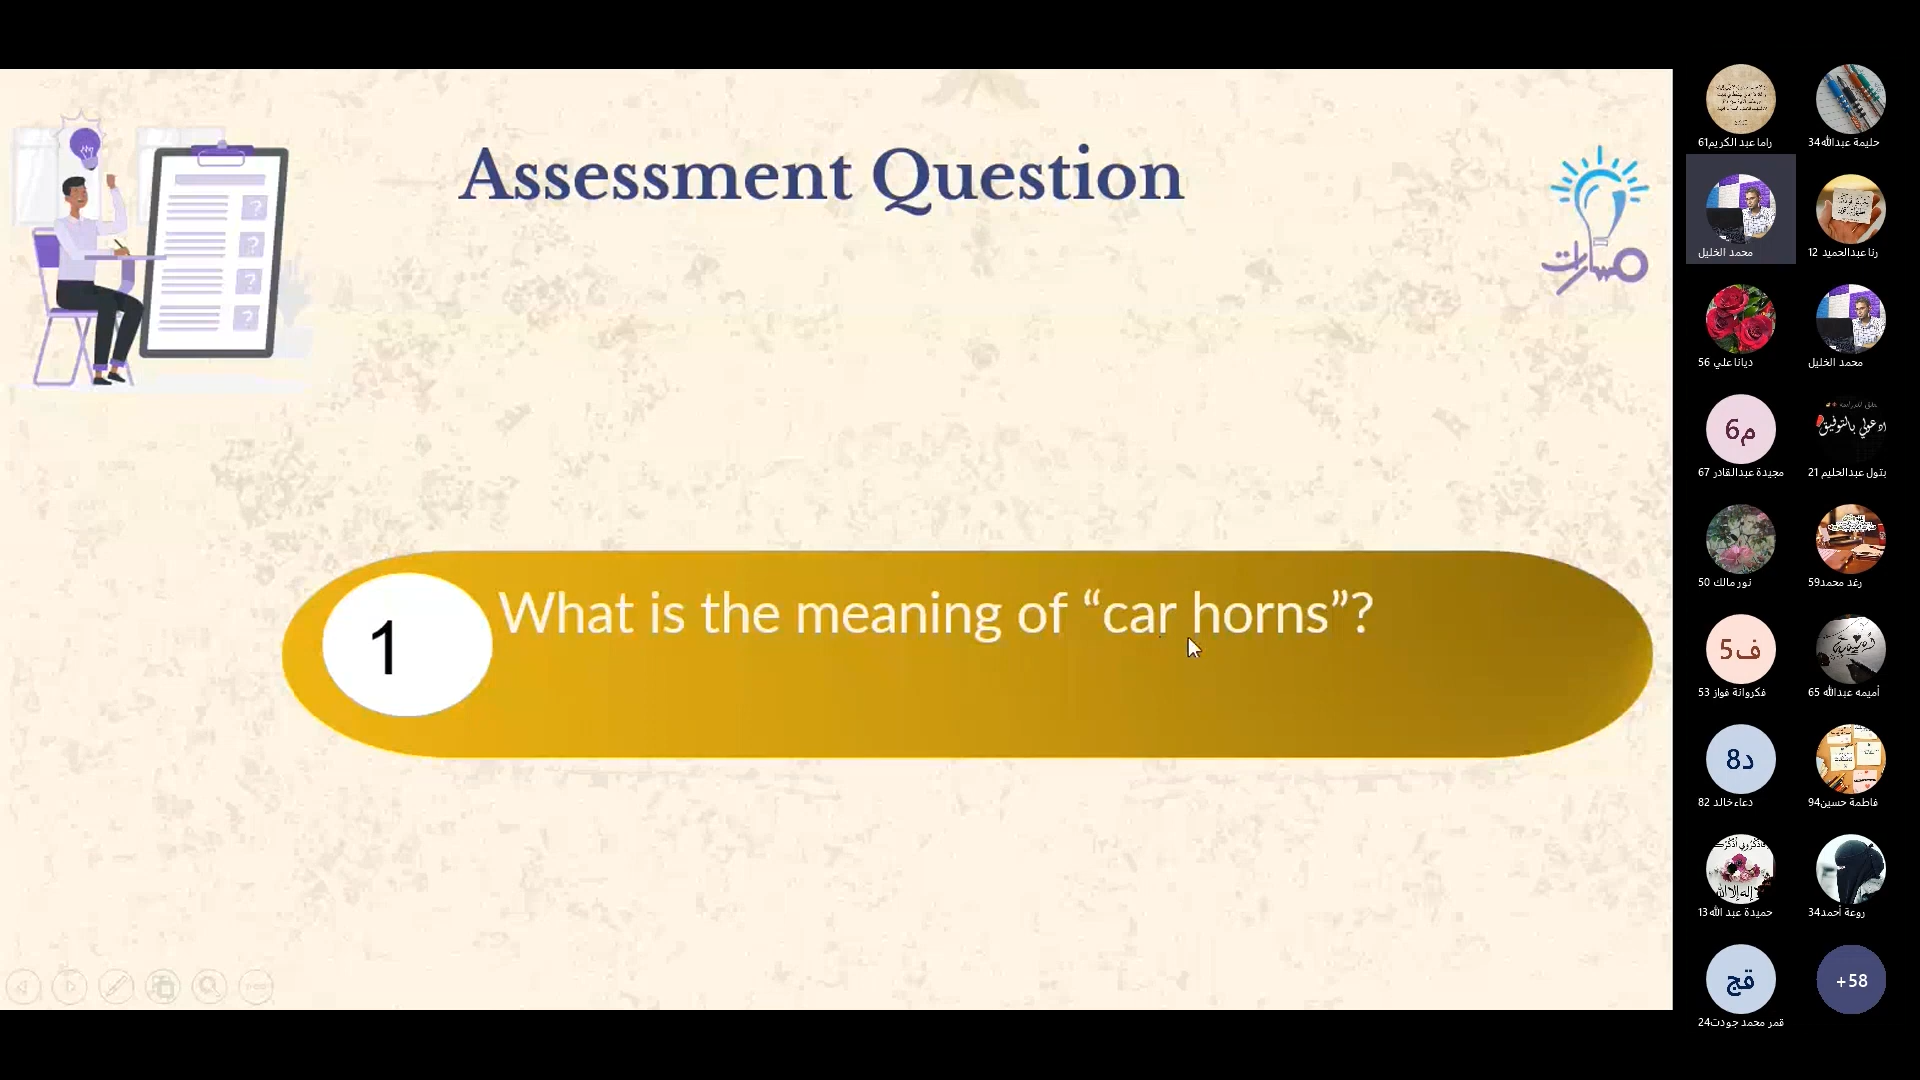 Assessment Question
مسارات
1
What is the meaning of “car horns”?
راما عبد الكريم61
حليمة عبدالله34
محمد الخليل
رنا عبدالحميد 12
ديانا علي 56
محمد الخليل
م6
ادعولي بالتوفيق
مجيدة عبدالقادر 67
بتول عبدالحليم 21
نور مالك 50
رغد محمد59
ف5
فكروانة فواز 53
أميمه عبدالله 65
د8
دعاء خالد 82
فاطمة حسين94
حميدة عبد الله13
روعة أحمد34
قج
+58
قمر محمد جودت24